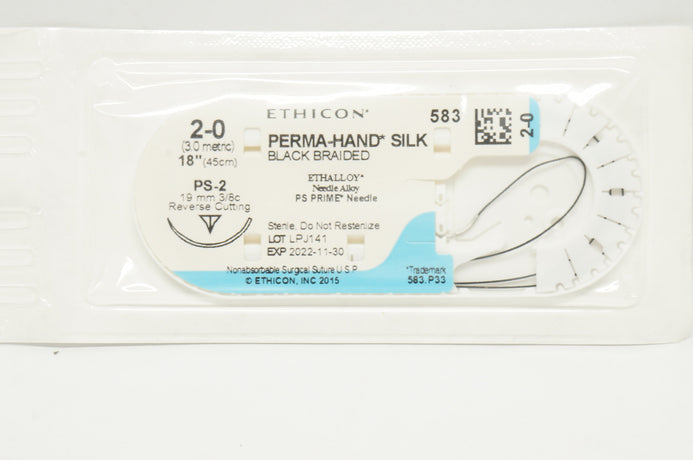 ETHICON*
583
2-0
(3.0 metric)
18" (45cm)
PERMA-HAND* SILK
BLACK BRAIDED
2-0
PS-2
19 mm 3/8c
Reverse Cutting
ETHALLOY*
Needle Alloy
PS PRIME* Needle
Sterile, Do Not Resterilize
LOT LPJ141
EXP 2022-11-30
Nonabsorbable Surgical Suture U.S.P.
© ETHICON, INC 2015
*Trademark
583.P33